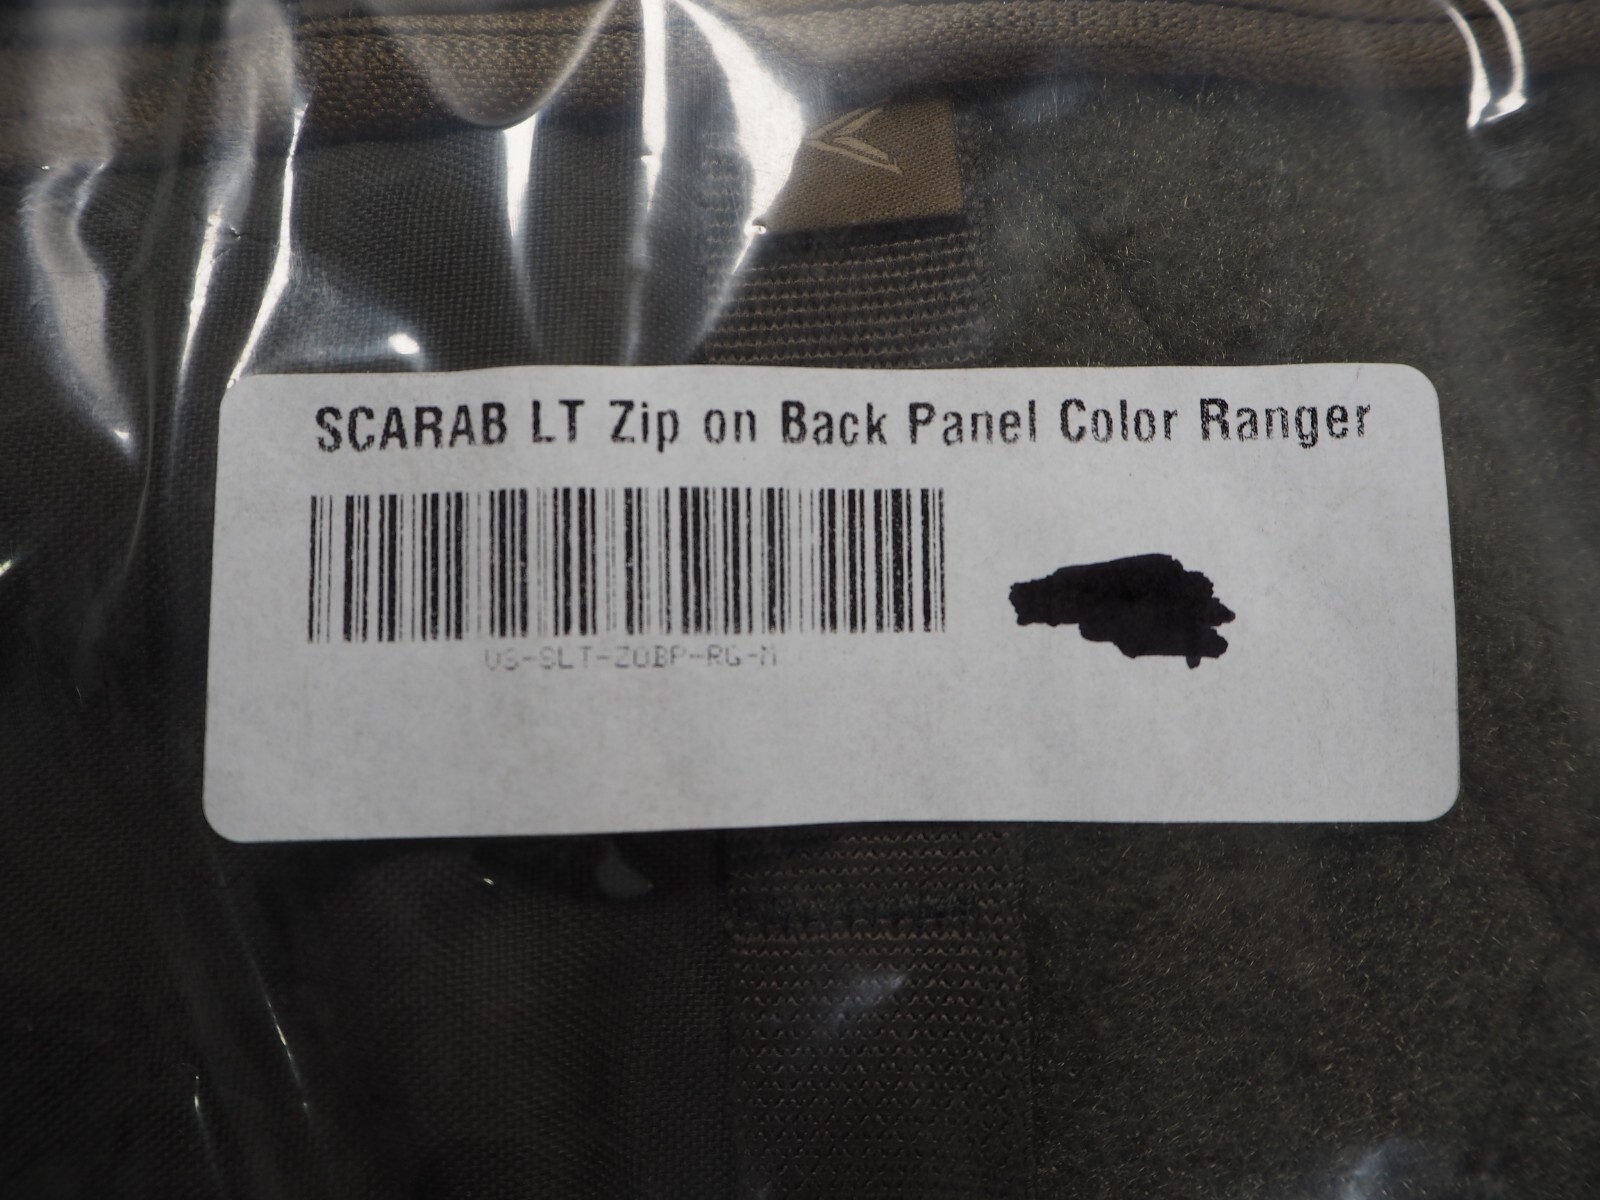 SCARAB LT Zip on Back Panel Color Ranger
VS-SLT-ZOBP-RG-M